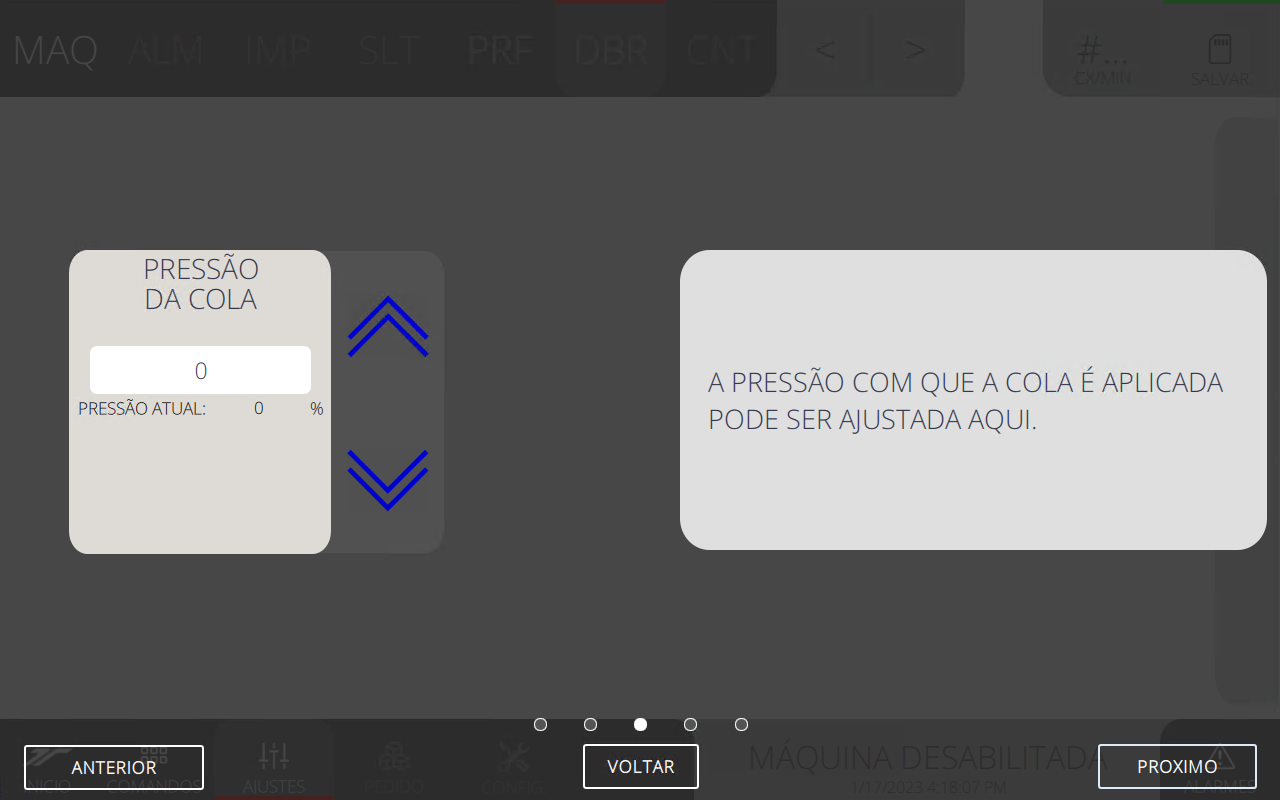 MAQ ALM IMP SLT PRF DBR CNT < > #...
CX/MIN SALVAR
PRESSÃO
DA COLA
0
PRESSÃO ATUAL: 0 %
A PRESSÃO COM QUE A COLA É APLICADA
PODE SER AJUSTADA AQUI.
MÁQUINA DESABILITADA
ANTERIOR VOLTAR PROXIMO
INICIO COMANDOS AJUSTES PEDIDO CONFIG 1/17/2023 4:18:07 PM ALARMES